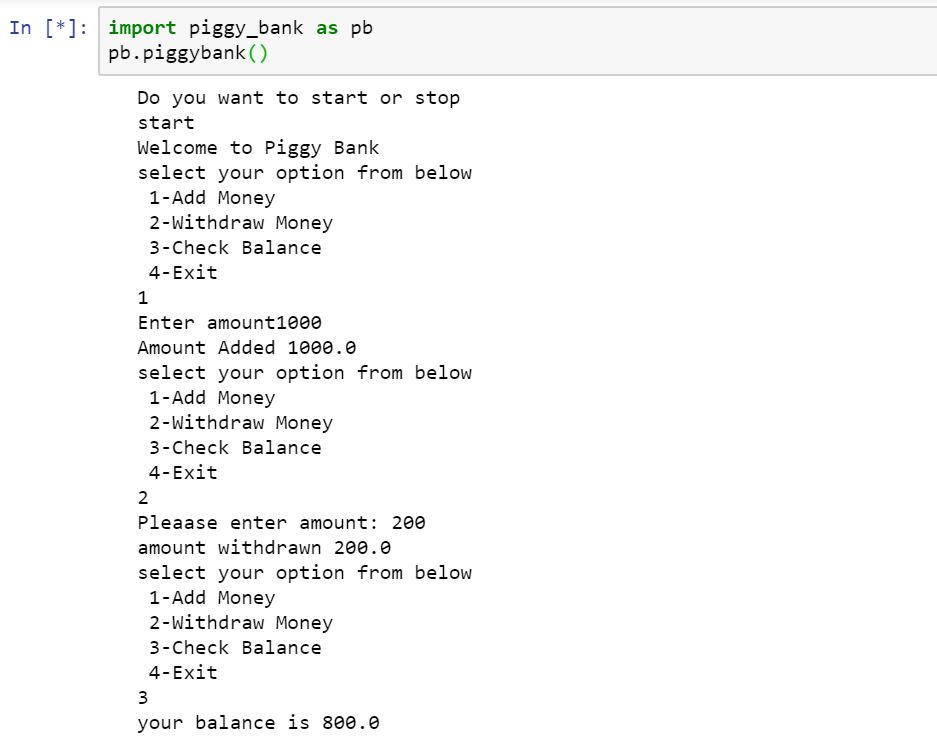 In [*]: import piggy_bank as pb
pb.piggybank()
Do you want to start or stop
start
Welcome to Piggy Bank
select your option from below
1-Add Money
2-Withdraw Money
3-Check Balance
4-Exit
1
Enter amount1000
Amount Added 1000.0
select your option from below
1-Add Money
2-Withdraw Money
3-Check Balance
4-Exit
2
Pleaase enter amount: 200
amount withdrawn 200.0
select your option from below
1-Add Money
2-Withdraw Money
3-Check Balance
4-Exit
3
your balance is 800.0